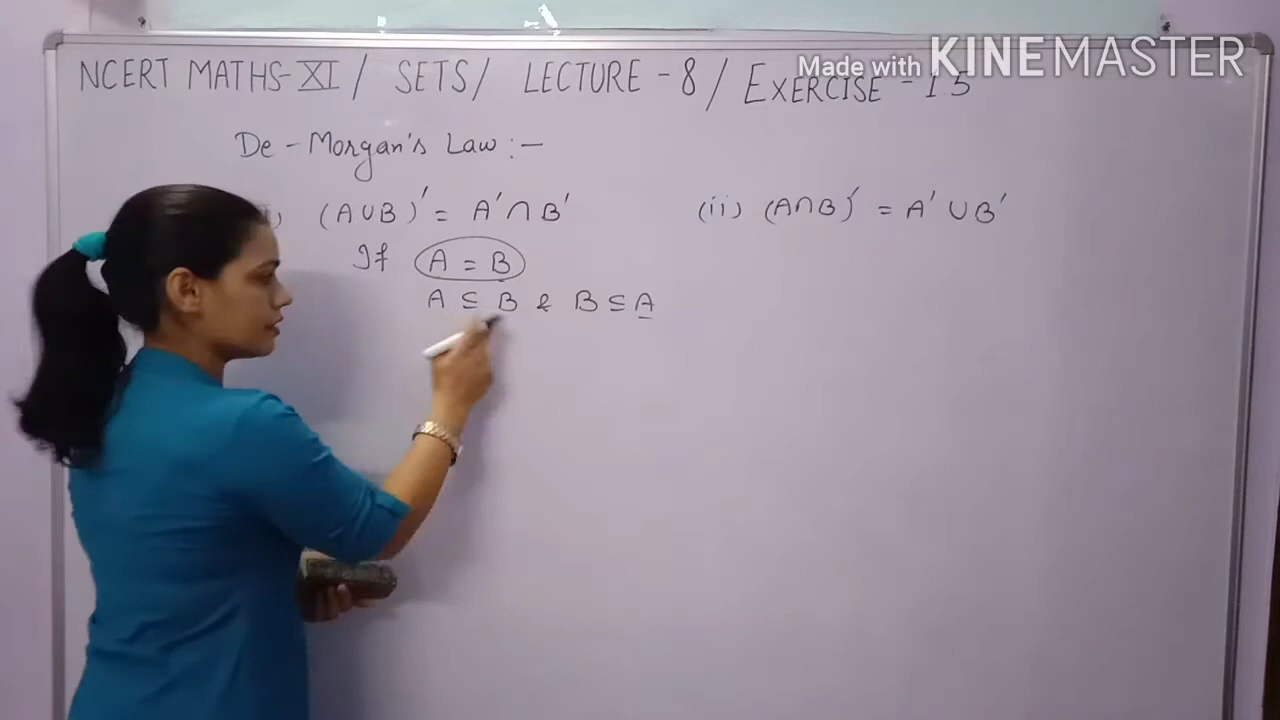 NCERT MATHS-XI / SETS / LECTURE - 8 / EXERCISE - 1.5
Made with KINEMASTER
De - Morgan's Law :-
(i) (A ∪ B)' = A' ∩ B'
(ii) (A ∩ B)' = A' ∪ B'
If A = B
A ⊆ B & B ⊆ A